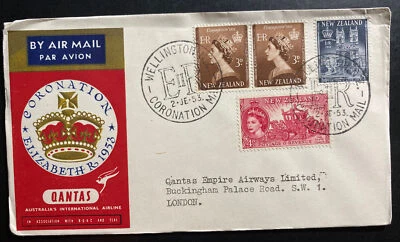 BY AIR MAIL
PAR AVION
CORONATION
ELIZABETH R 1953
QANTAS
AUSTRALIA'S INTERNATIONAL AIRLINE
IN ASSOCIATION WITH B.O.A.C. AND TEAL
WELLINGTON
E R
2·JE·53
CORONATION MAIL
E R
3D
NEW ZEALAND
E R
3D
NEW ZEALAND
NEW ZEALAND
NEW ZEALAND
4D
R
CORONATION MAIL
Qantas Empire Airways Limited,
Buckingham Palace Road. S.W. 1.
LONDON.